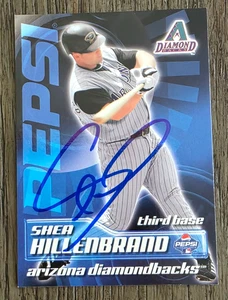 PEPSI
DIAMOND
third base
SHEA
HILLENBRAND
PEPSI
arizona diamondbacks